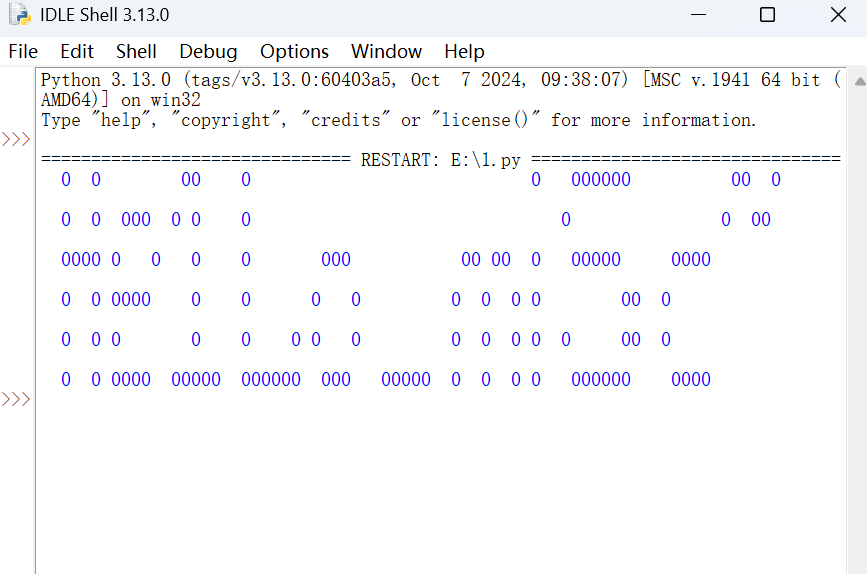 IDLE Shell 3.13.0
File Edit Shell Debug Options Window Help
Python 3.13.0 (tags/v3.13.0:60403a5, Oct  7 2024, 09:38:07) [MSC v.1941 64 bit (
AMD64)] on win32
Type "help", "copyright", "credits" or "license()" for more information.
>>>
=============================== RESTART: E:\1.py ===============================
  0  0        00    0                            0   000000          00  0
  0  0  000  0 0    0                               0               0  00
  0000 0   0   0    0       000           00 00  0   00000     0000
  0  0 0000    0    0      0   0         0  0  0 0        00  0
  0  0 0       0    0    0 0   0         0  0  0 0  0     00  0
  0  0 0000  00000  000000  000   00000  0  0  0 0   000000    0000
>>>